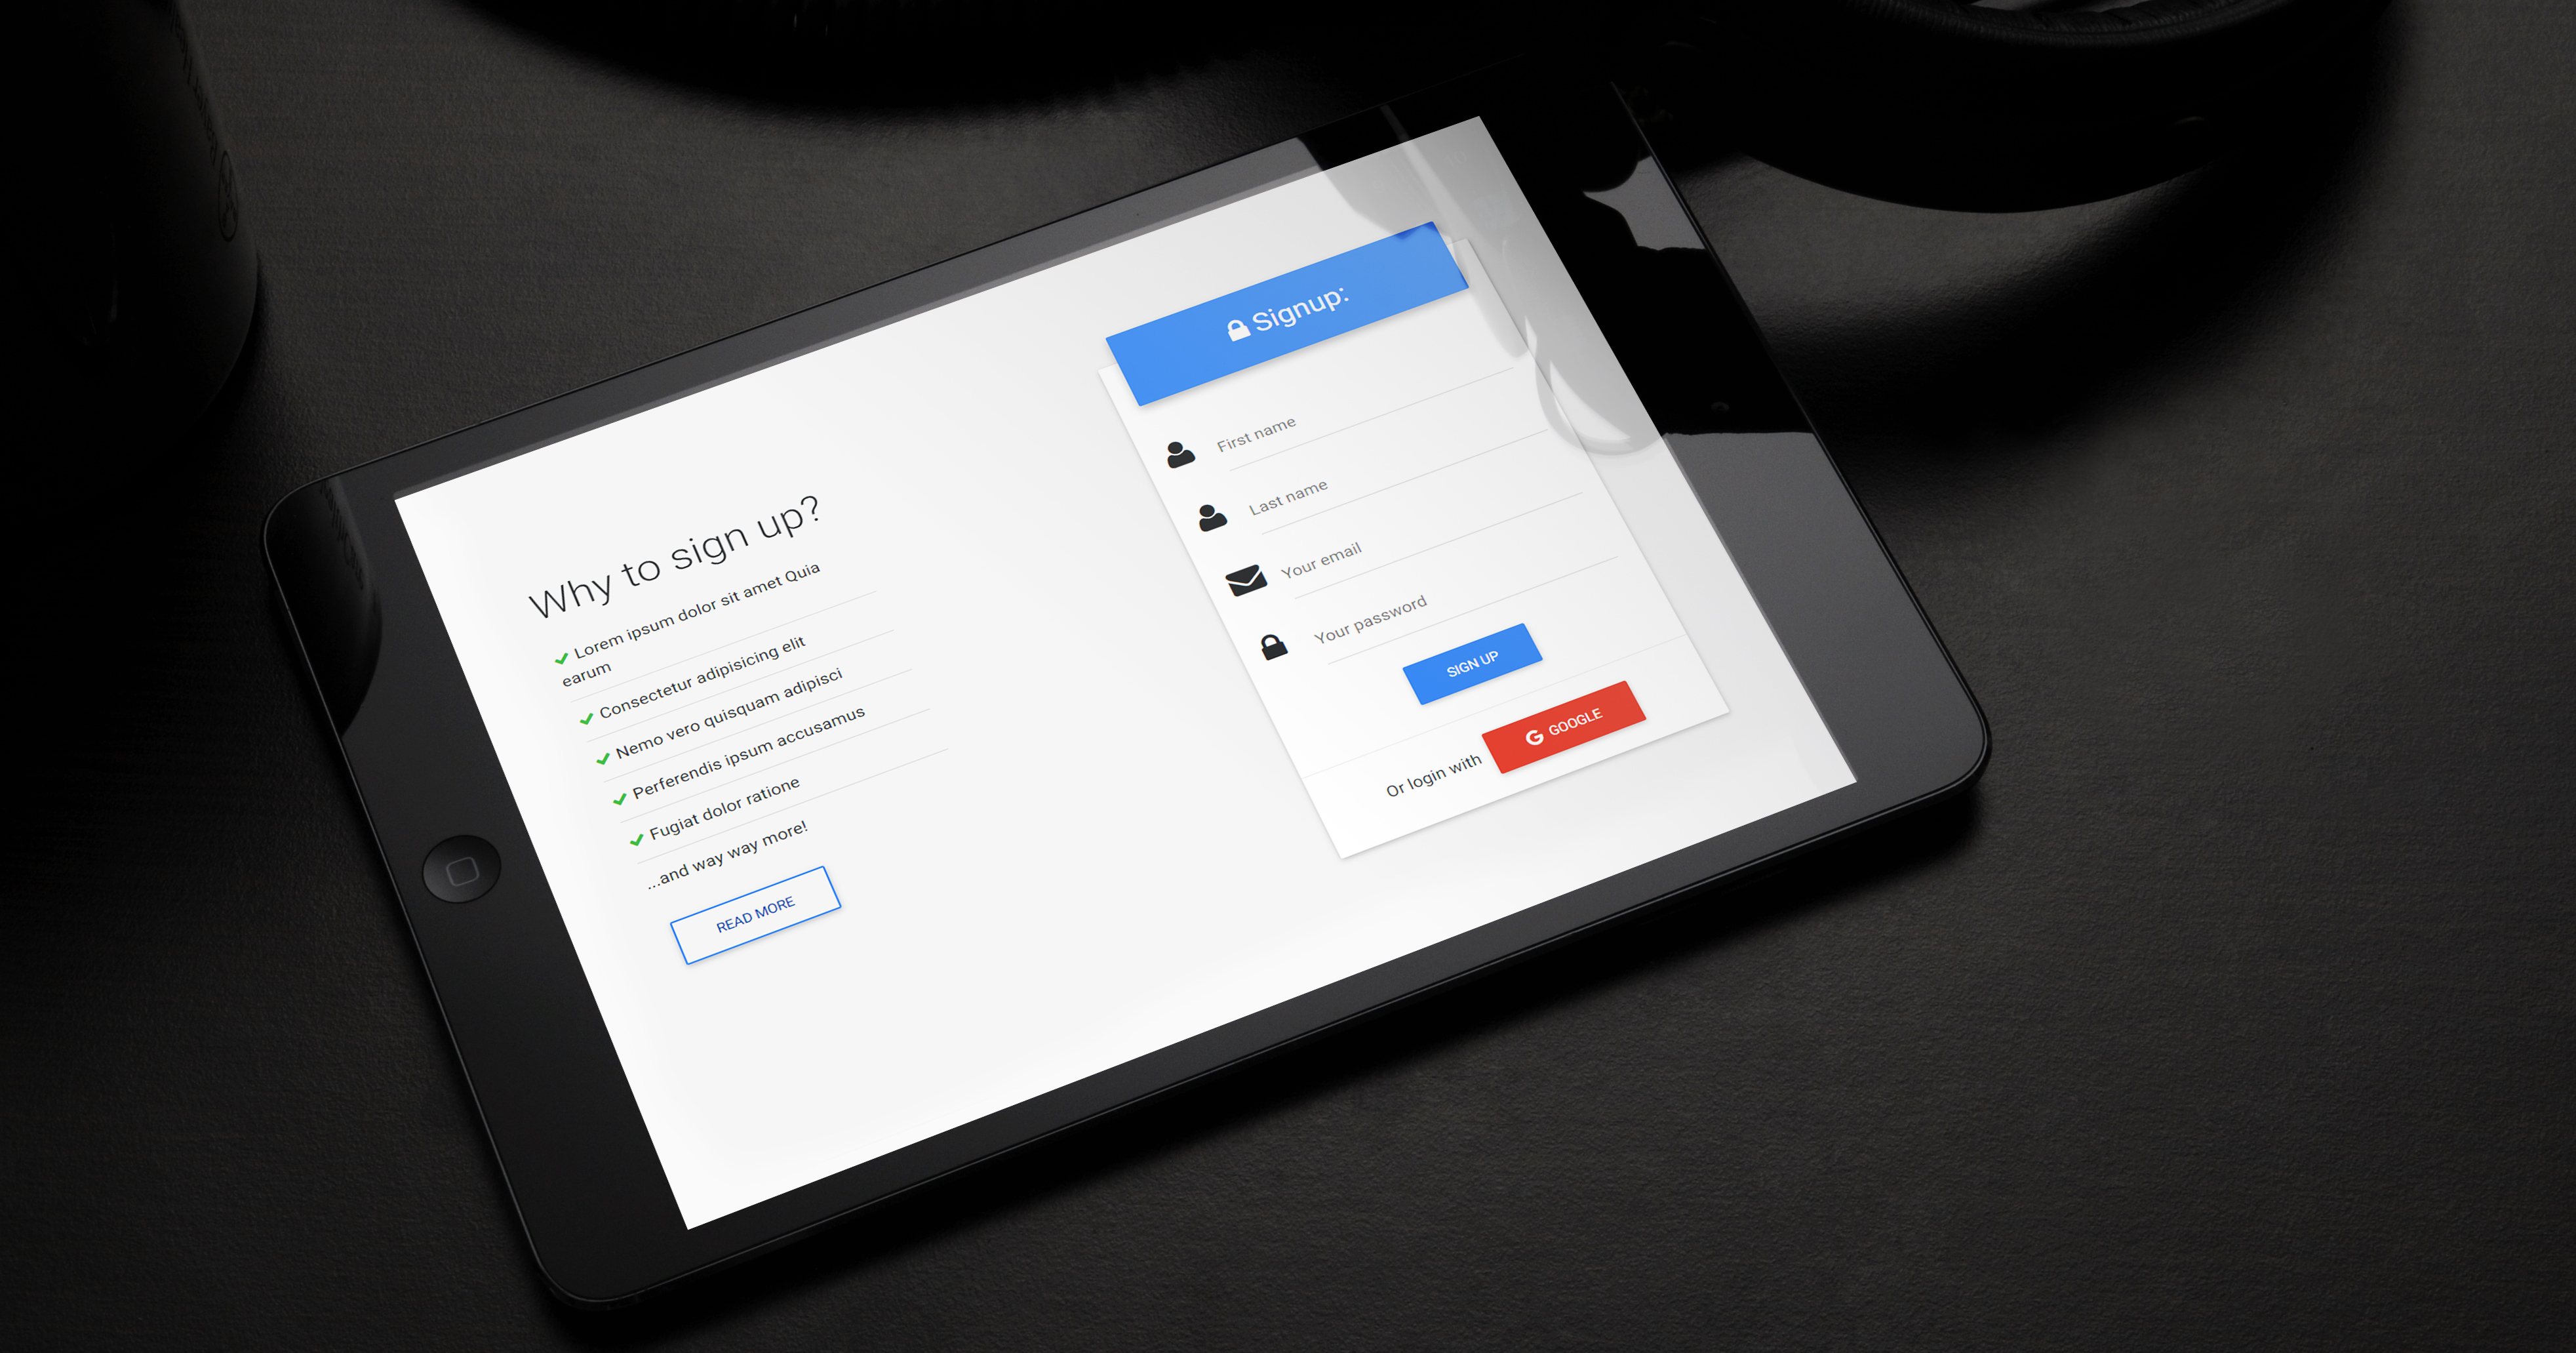 Why to sign up?
Lorem ipsum dolor sit amet Quia
earum
Consectetur adipisicing elit
Nemo vero quisquam adipisci
Perferendis ipsum accusamus
Fugiat dolor ratione
...and way way more!
READ MORE
Signup:
First name
Last name
Your email
Your password
SIGN UP
Or login with G GOOGLE